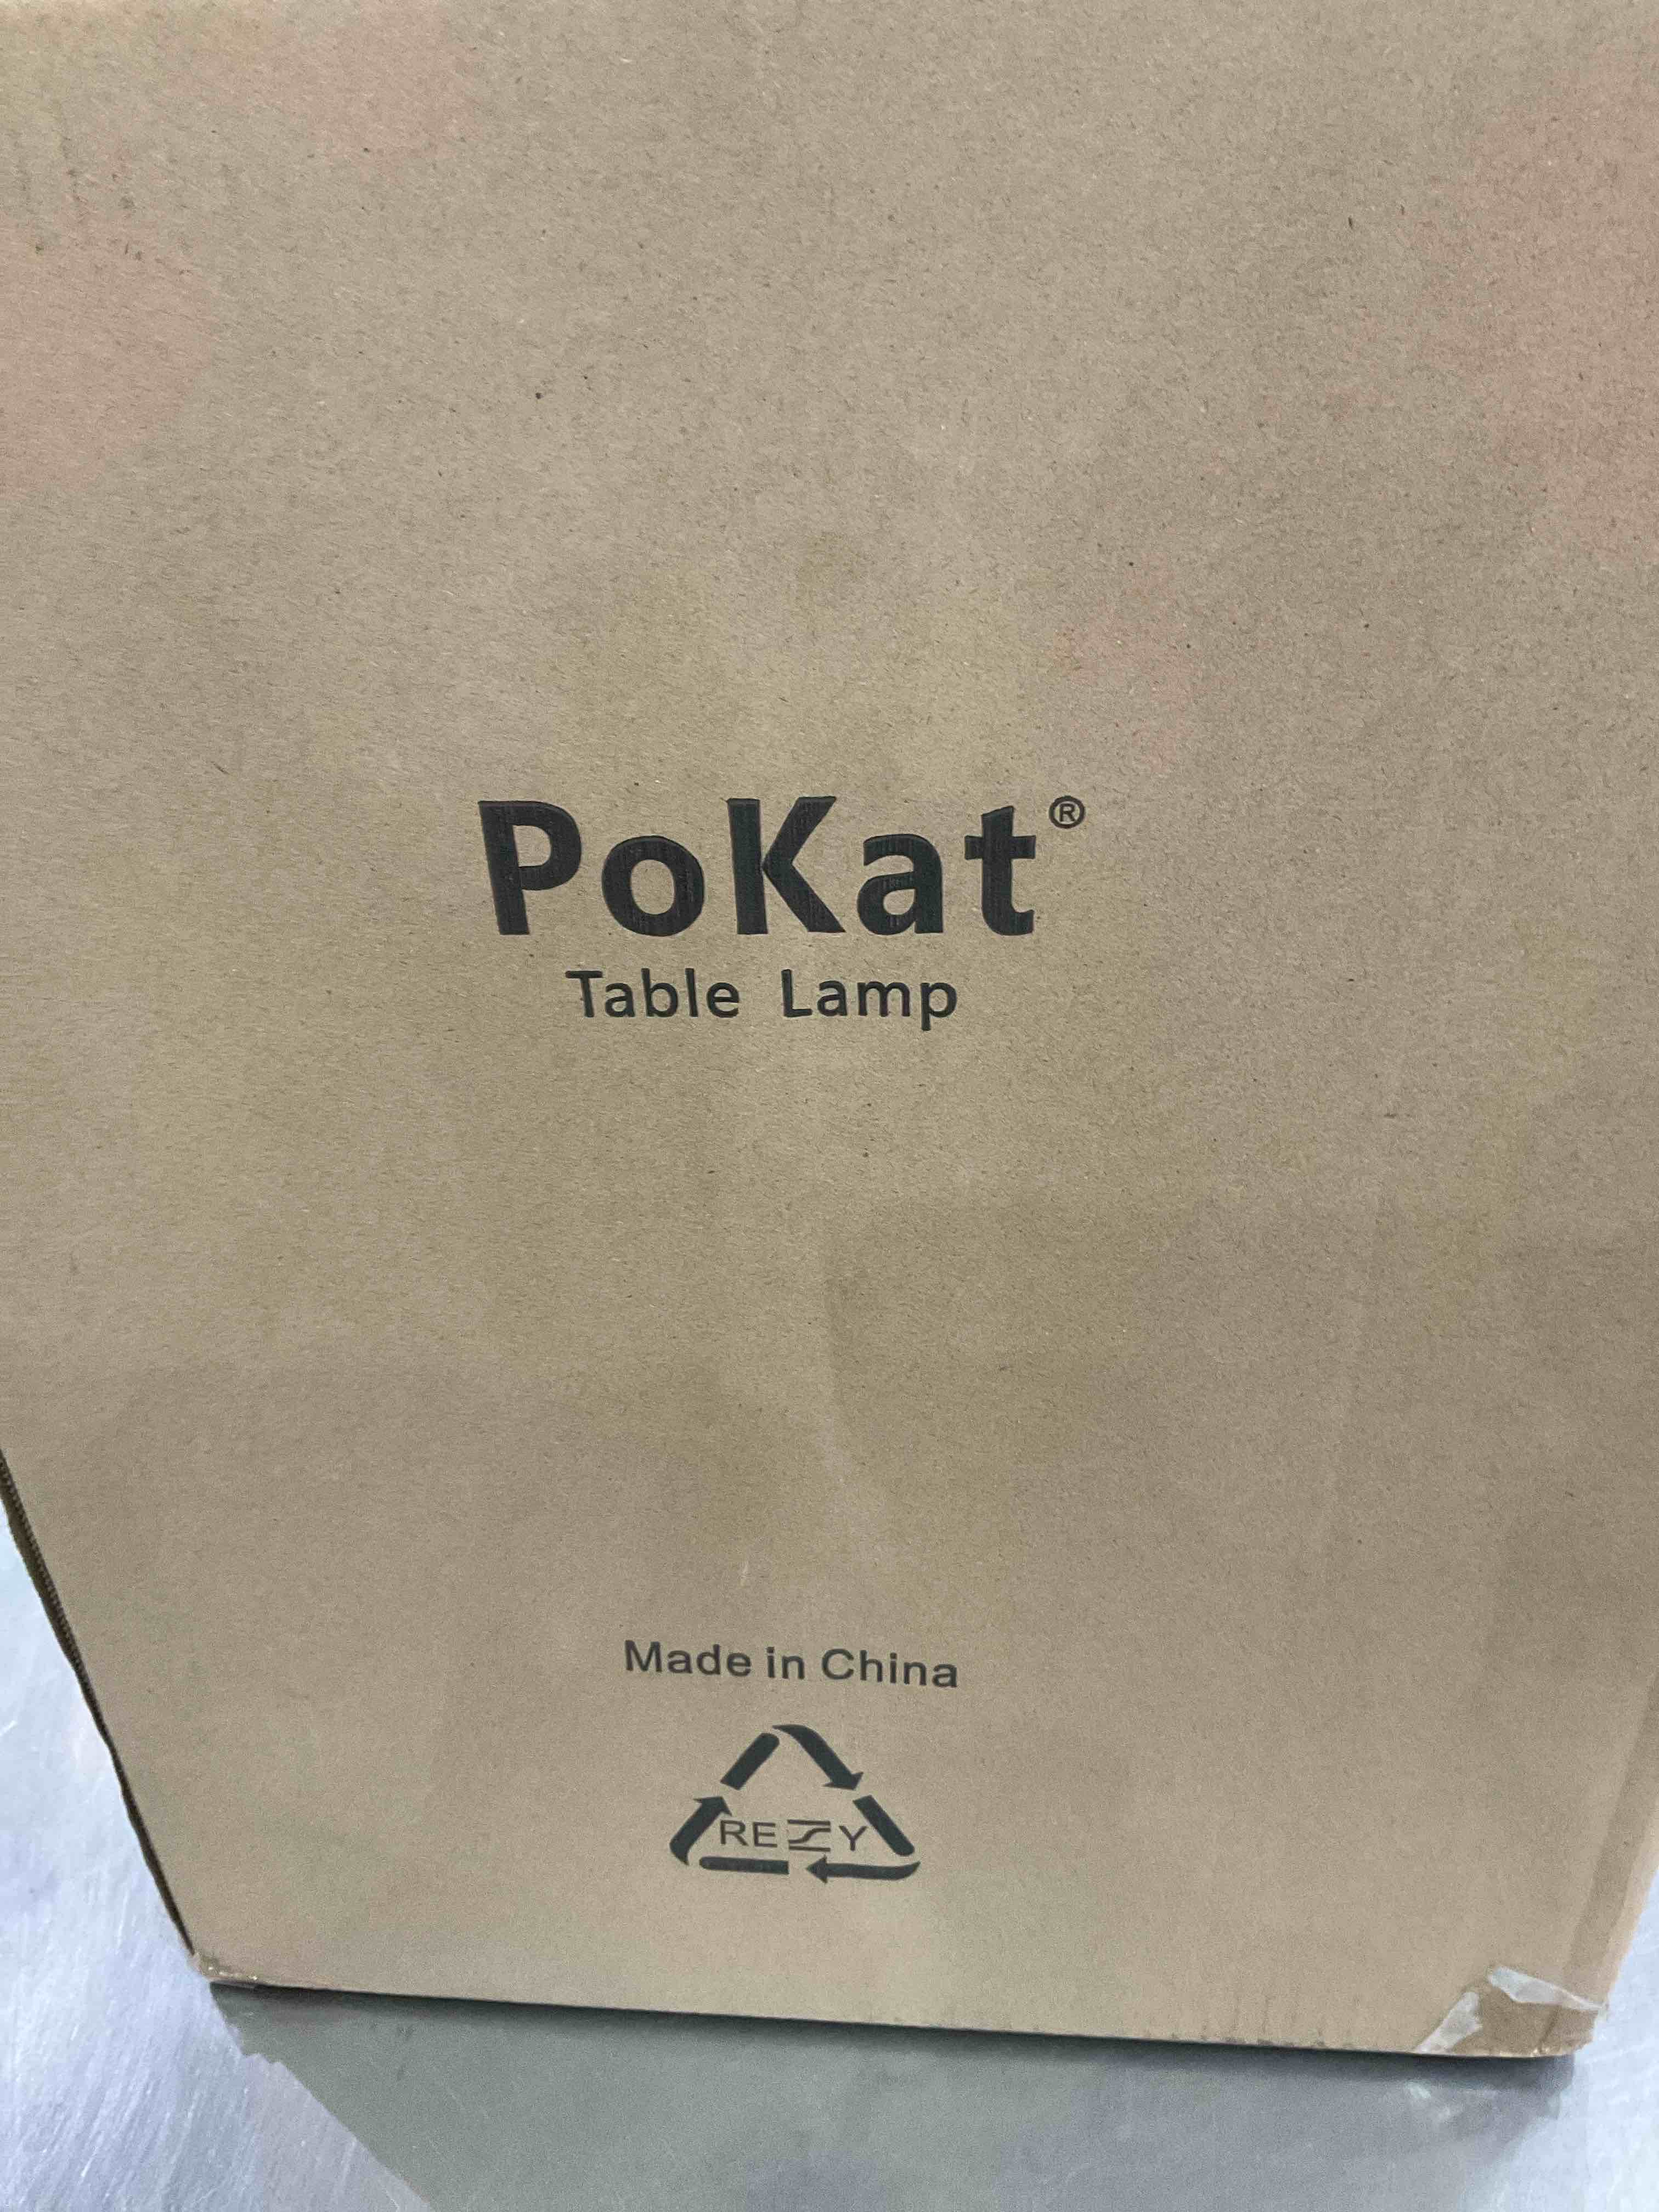 PoKat®
Table Lamp
Made in China
REZY